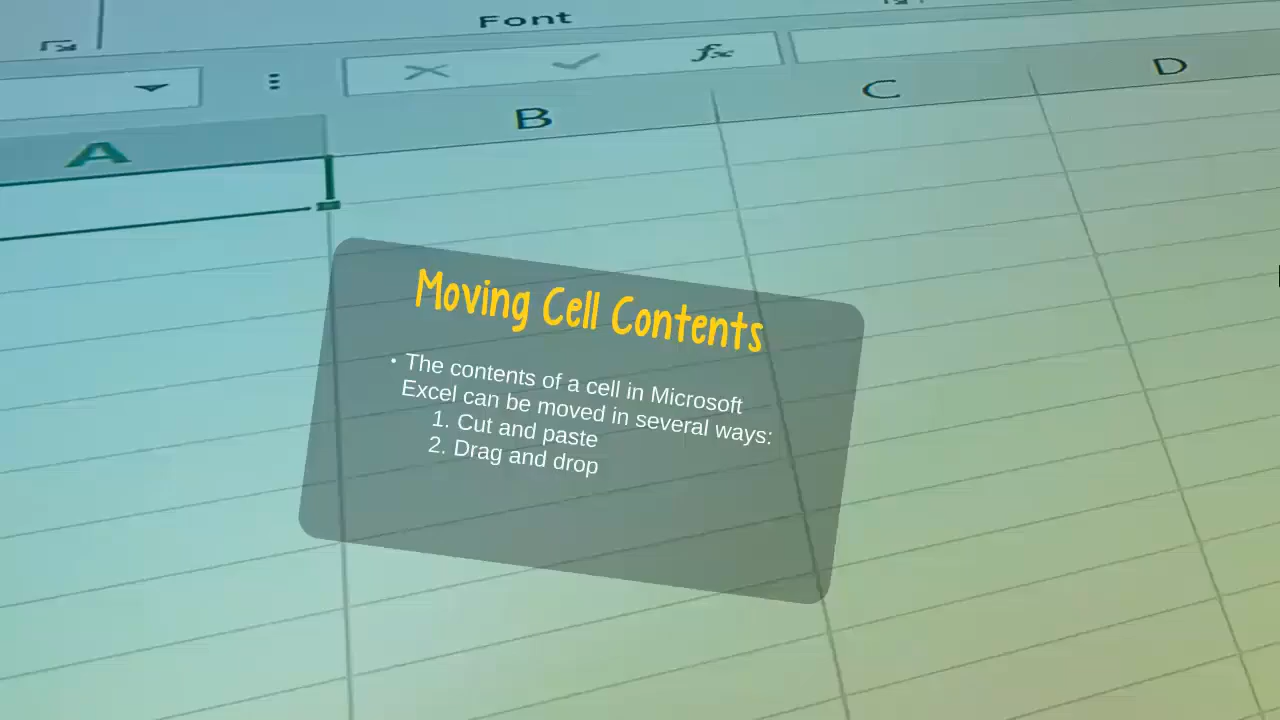 Font
fx
A
B
C
D
Moving Cell Contents
• The contents of a cell in Microsoft
Excel can be moved in several ways:
1. Cut and paste
2. Drag and drop